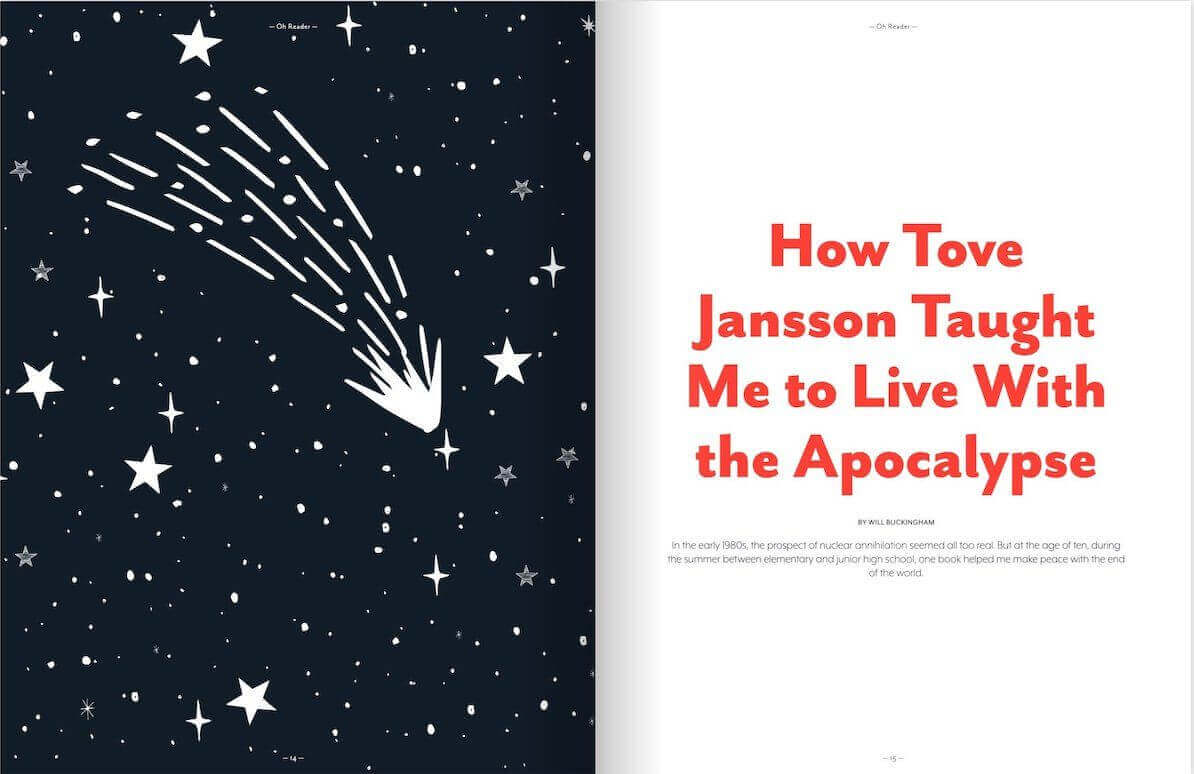 — Oh Reader —
— 14 —
— Oh Reader —
How Tove
Jansson Taught
Me to Live With
the Apocalypse
BY WILL BUCKINGHAM
In the early 1980s, the prospect of nuclear annihilation seemed all too real. But at the age of ten, during
the summer between elementary and junior high school, one book helped me make peace with the end
of the world.
— 15 —